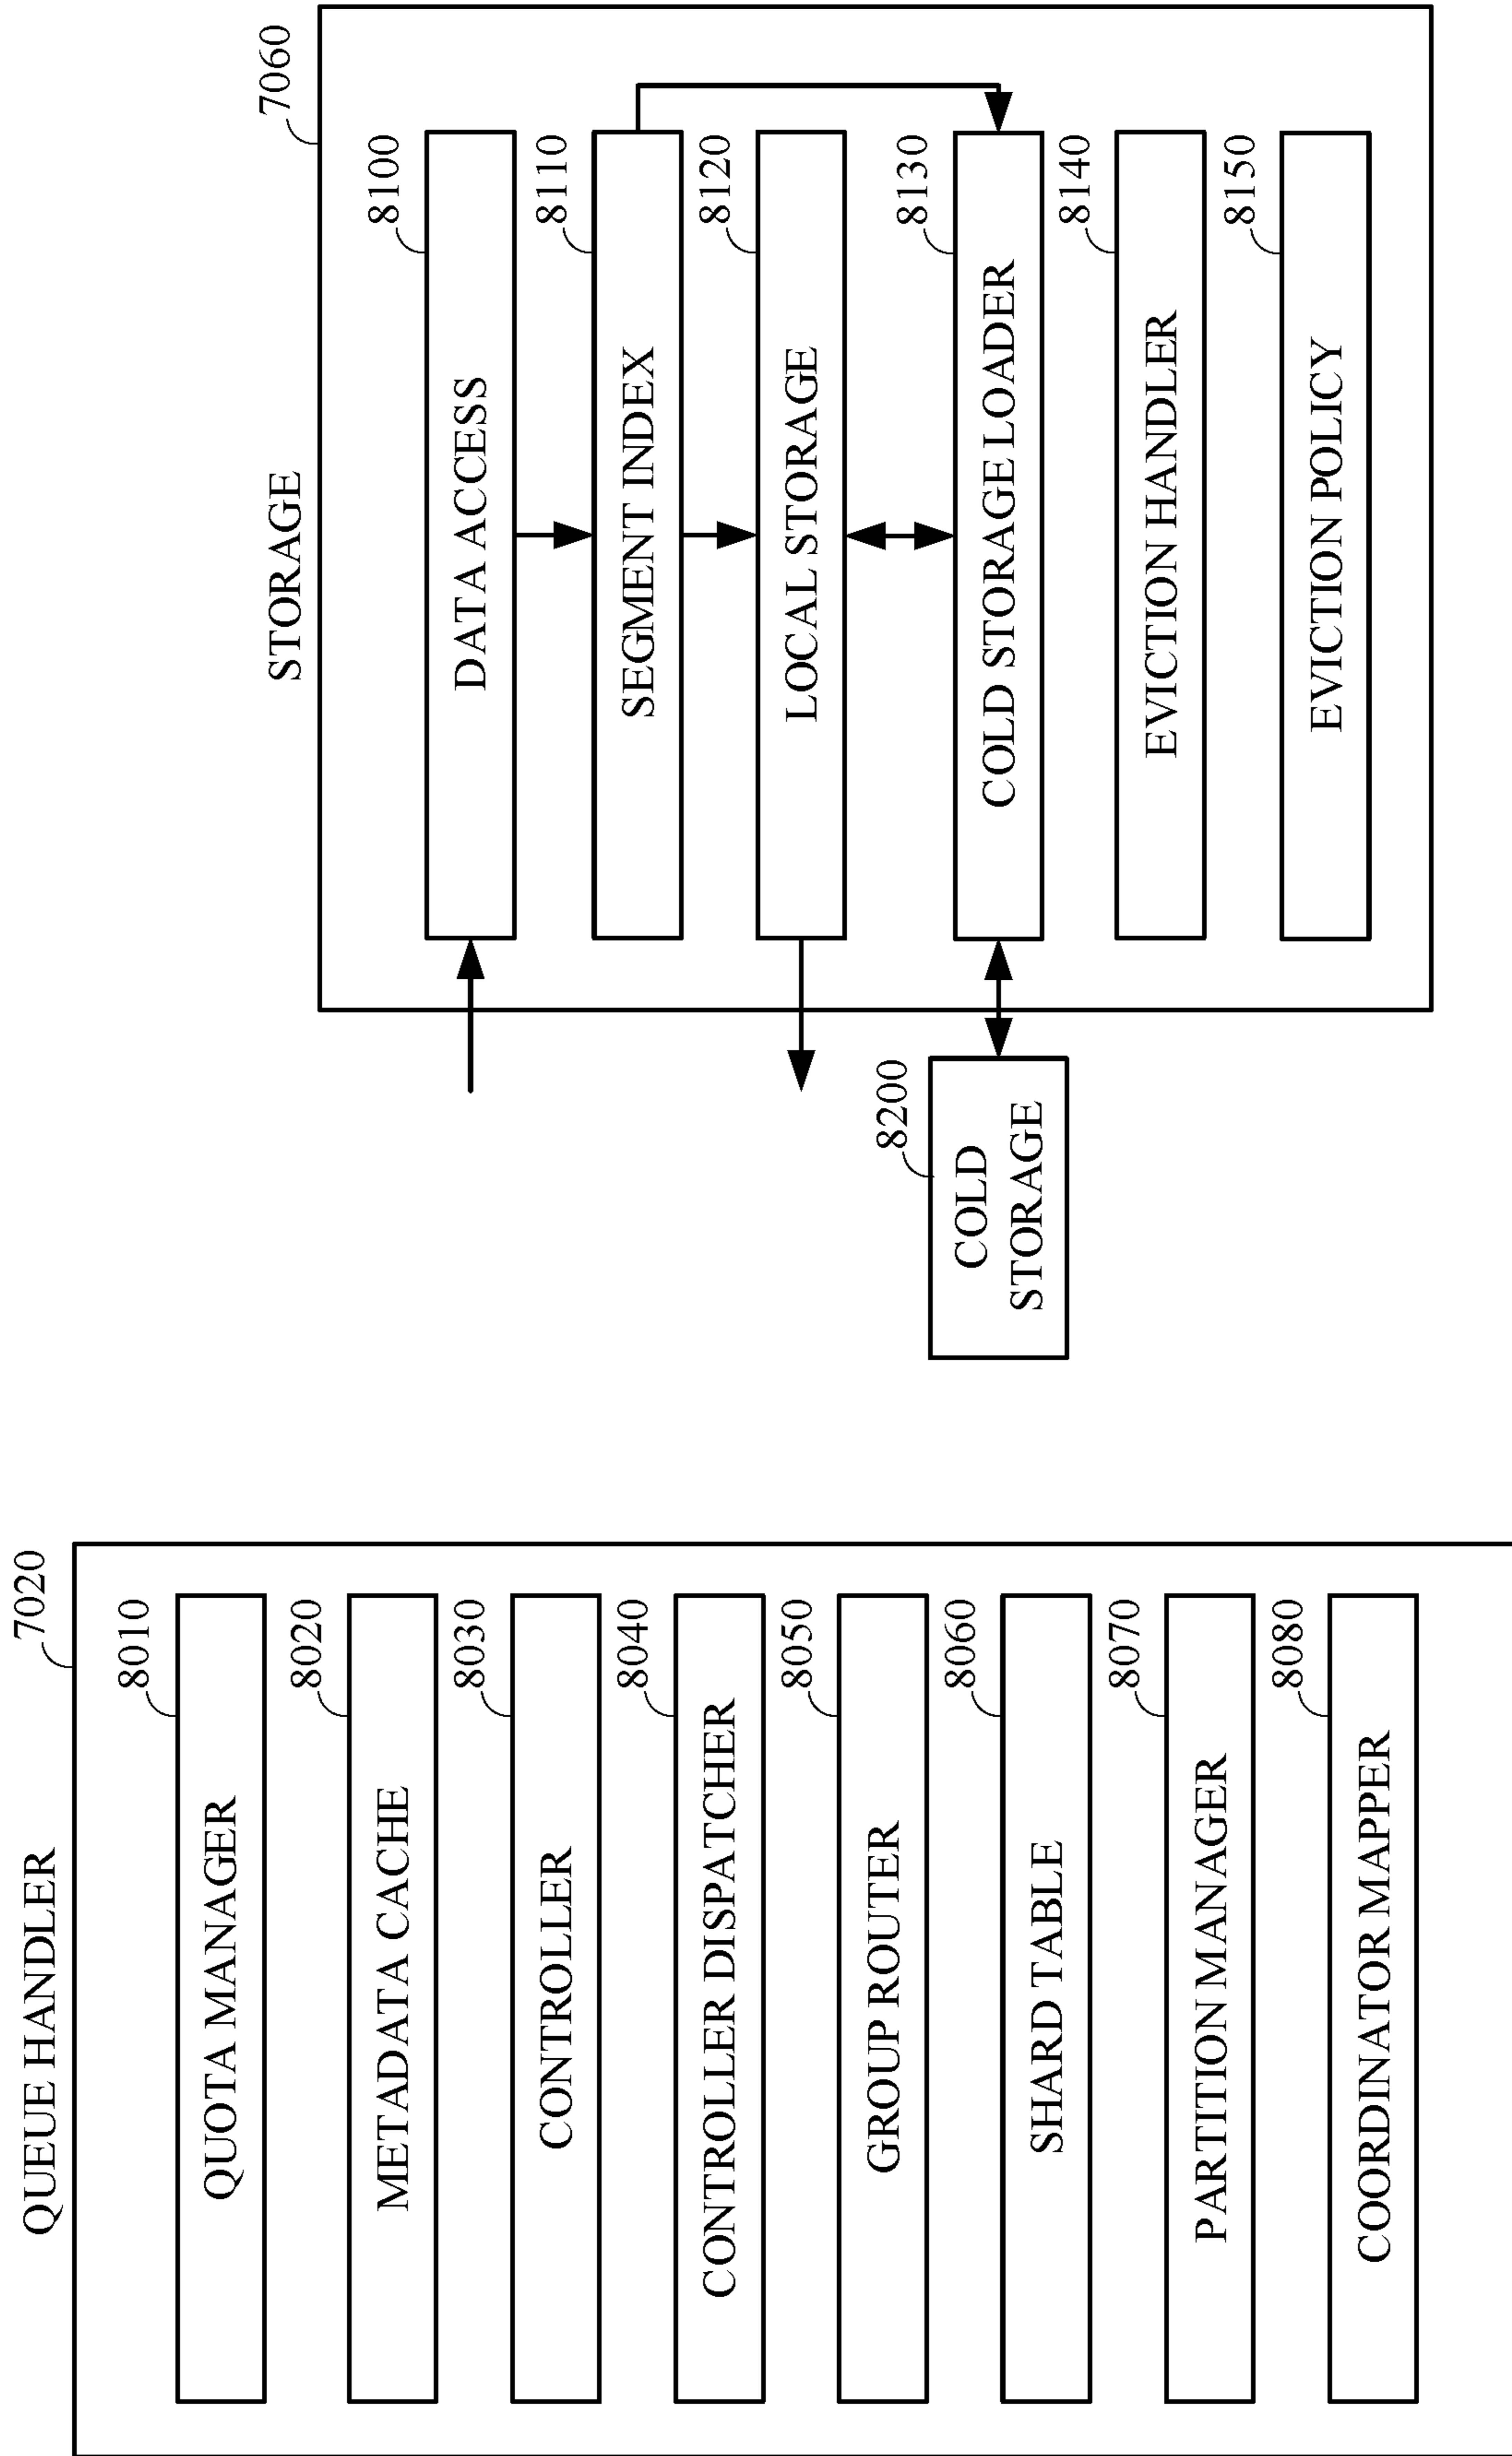 QUEUE HANDLER
7020
8010
QUOTA MANAGER
8020
METADATA CACHE
8030
CONTROLLER
8040
CONTROLLER DISPATCHER
8050
GROUP ROUTER
8060
SHARD TABLE
8070
PARTITION MANAGER
8080
COORDINATOR MAPPER
STORAGE
7060
8100
DATA ACCESS
8110
SEGMENT INDEX
8120
LOCAL STORAGE
8130
COLD STORAGE LOADER
8140
EVICTION HANDLER
8150
EVICTION POLICY
8200
COLD
STORAGE